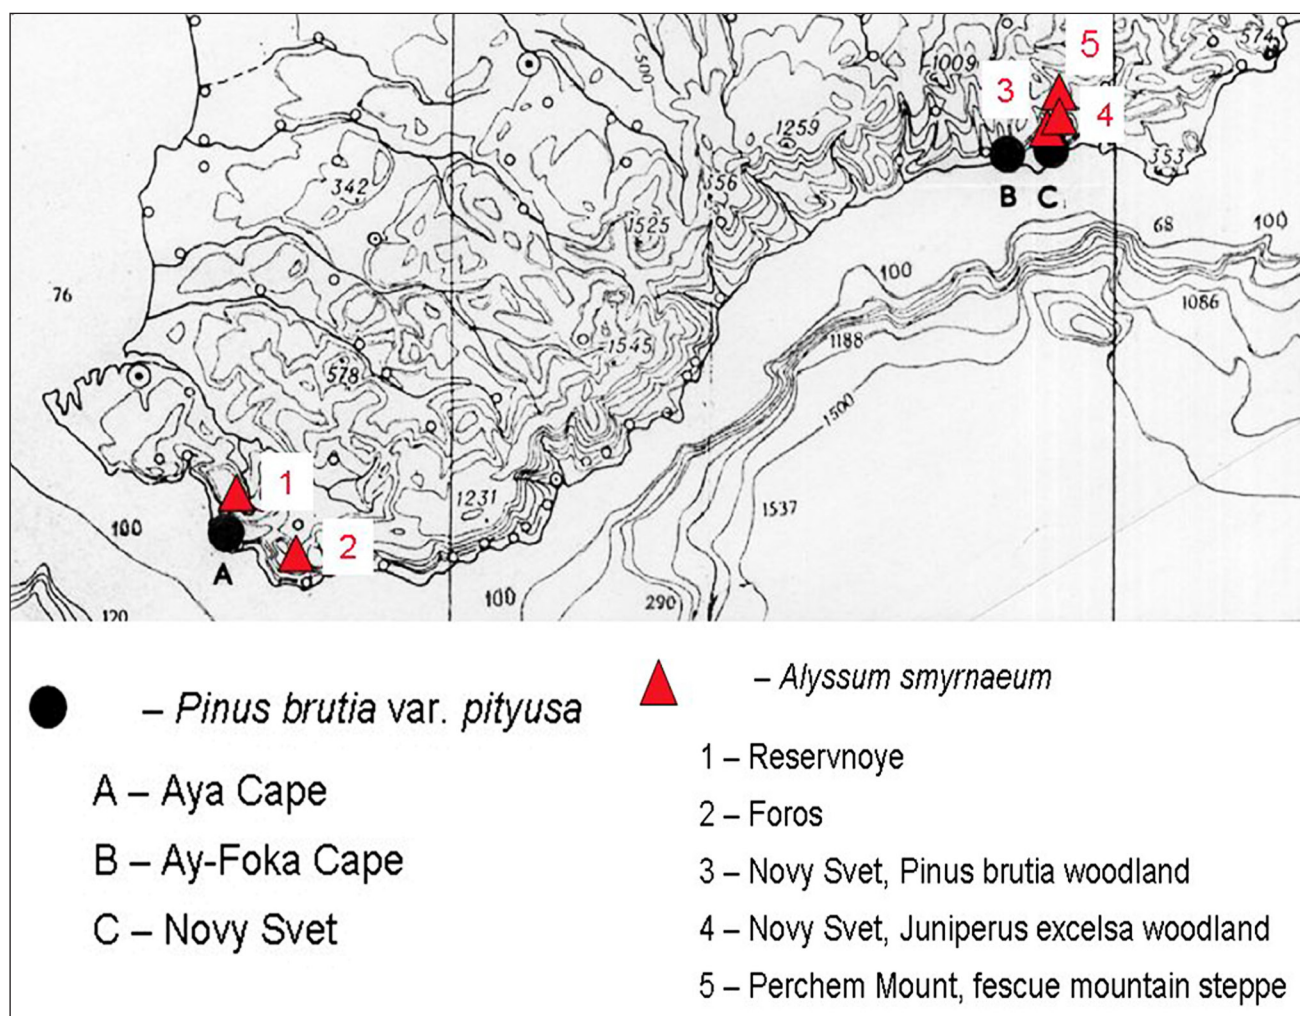 5
574
1009
3
4
1259
353
342
356
B C
1525
68
100
100
76
1086
1545
1188
578
1500
1
1231
1537
100
2
A
100
290
120
– Alyssum smyrnaeum
– Pinus brutia var. pityusa
A – Aya Cape
B – Ay-Foka Cape
C – Novy Svet
1 – Reservnoye
2 – Foros
3 – Novy Svet, Pinus brutia woodland
4 – Novy Svet, Juniperus excelsa woodland
5 – Perchem Mount, fescue mountain steppe